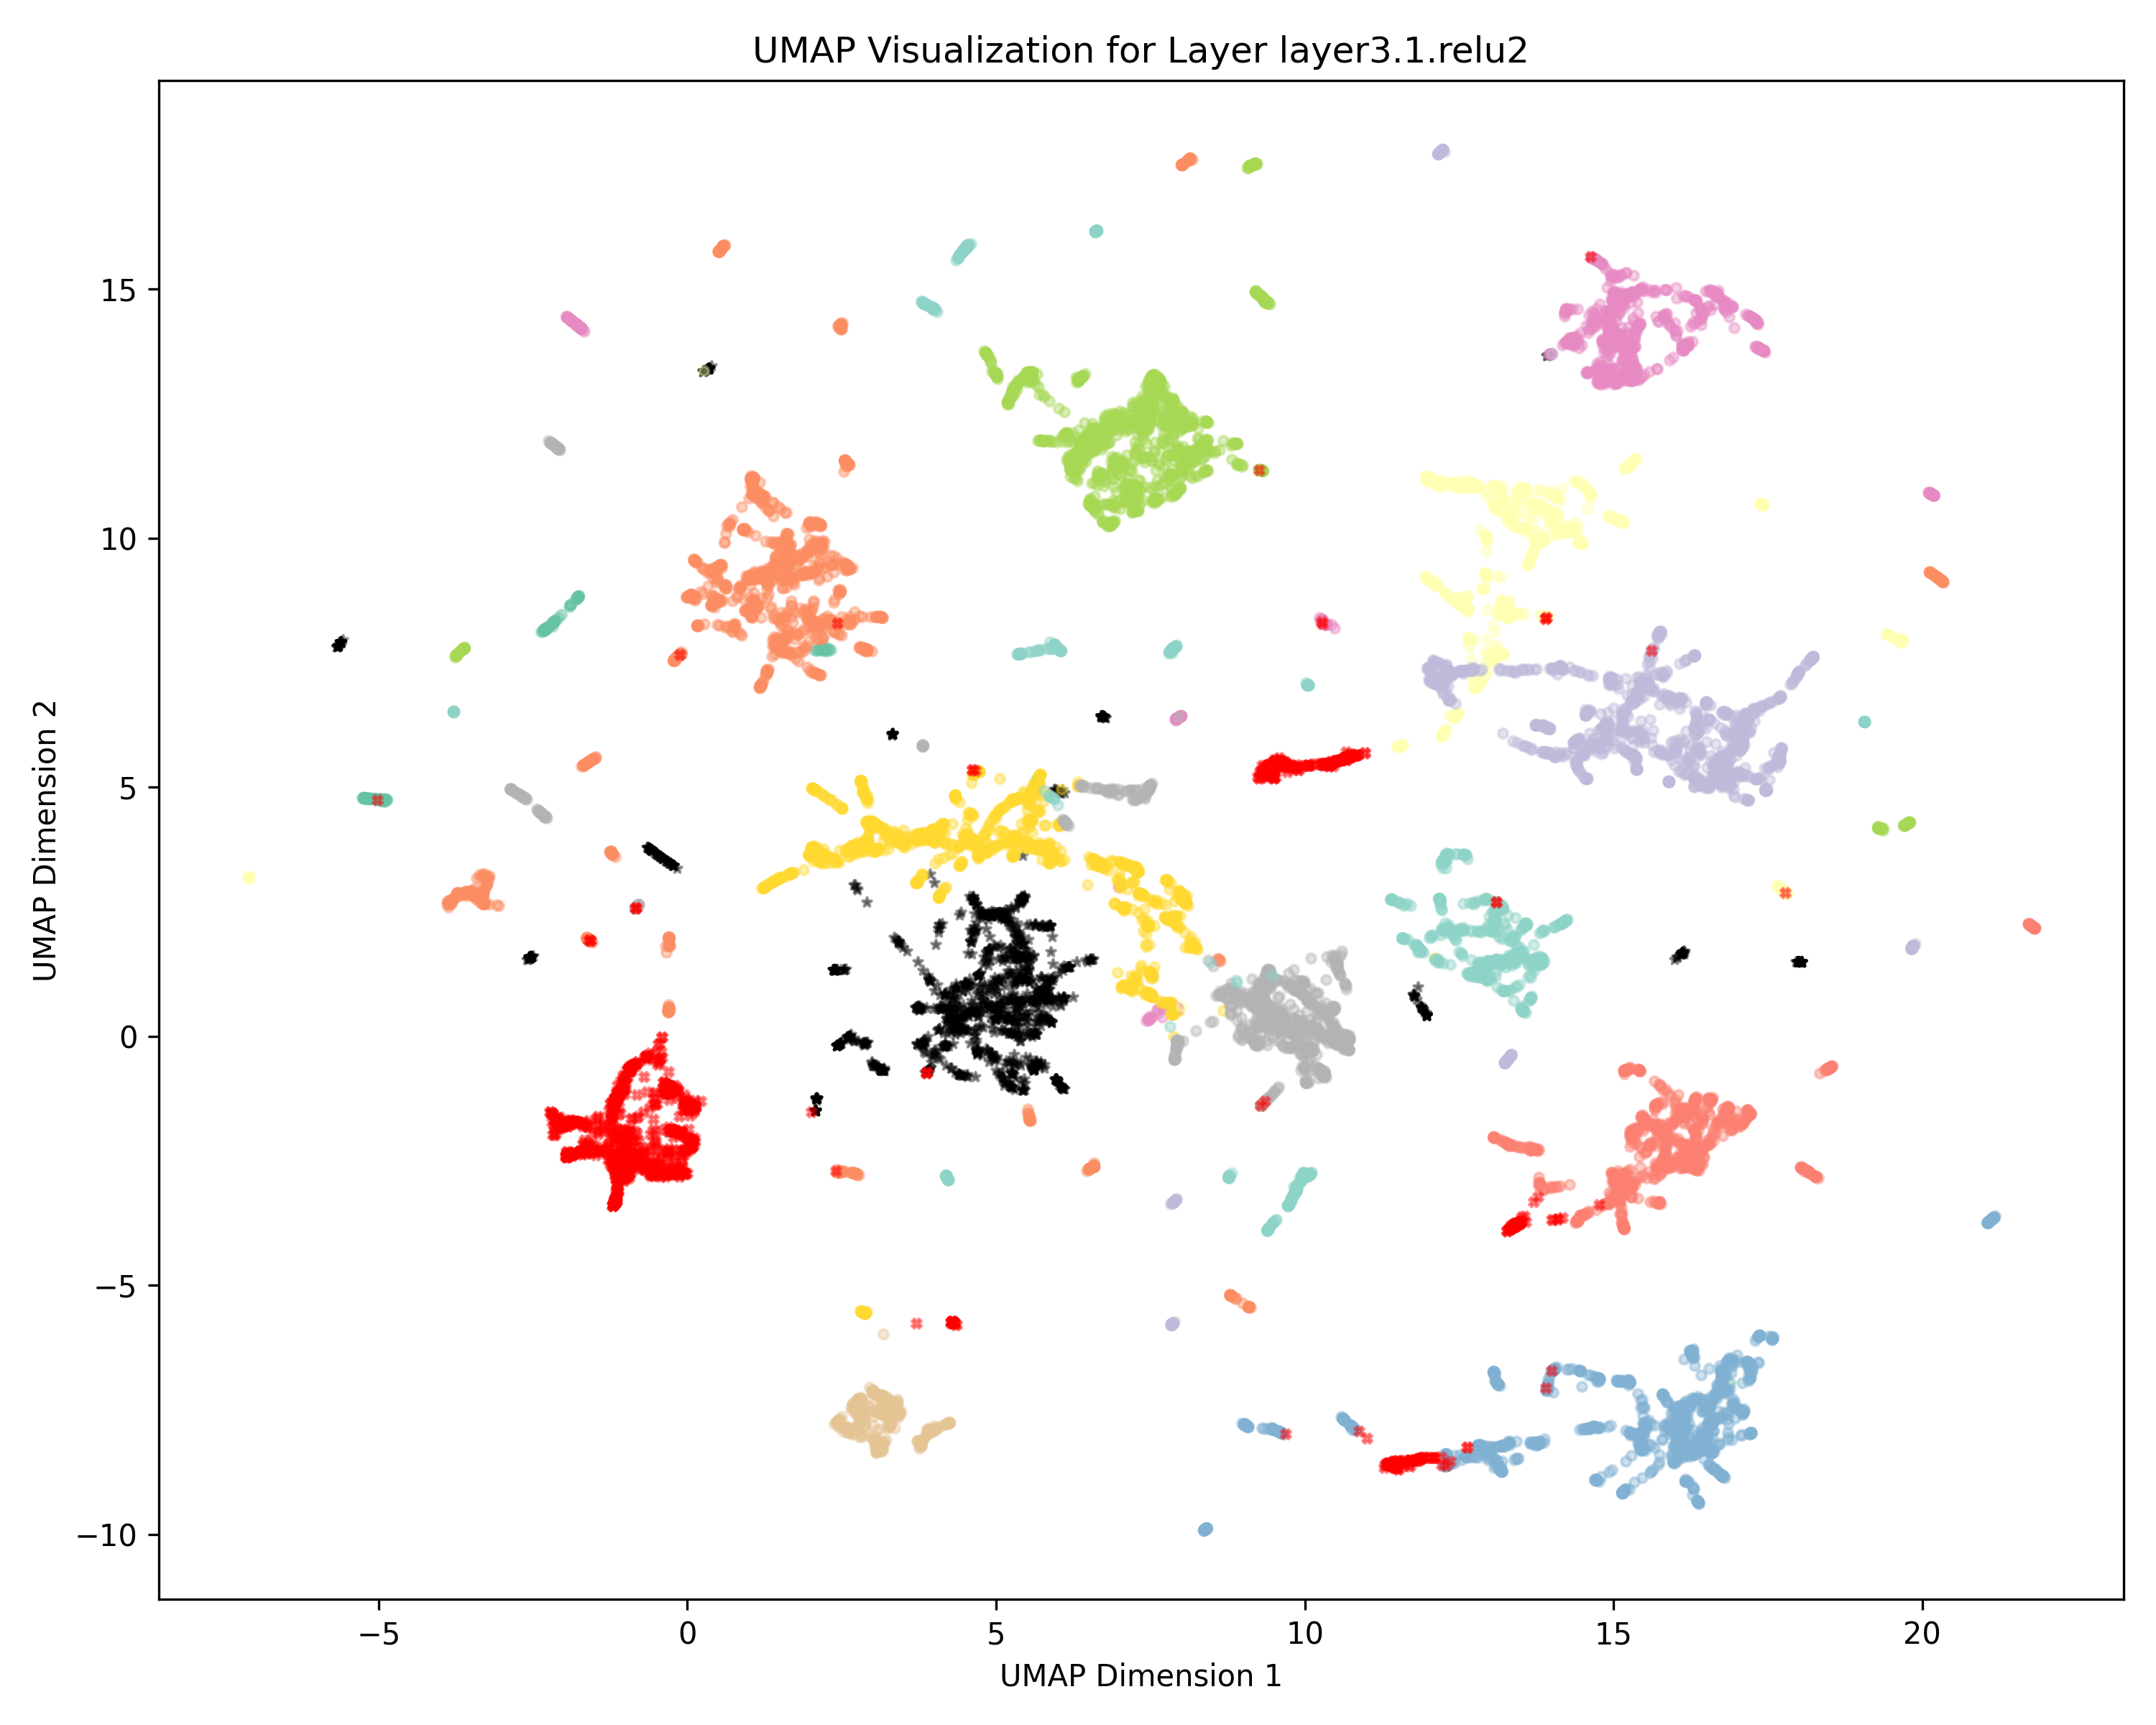 UMAP Visualization for Layer layer3.1.relu2
15
10
5
0
−5
−10
UMAP Dimension 2
−5 0 5 10 15 20
UMAP Dimension 1